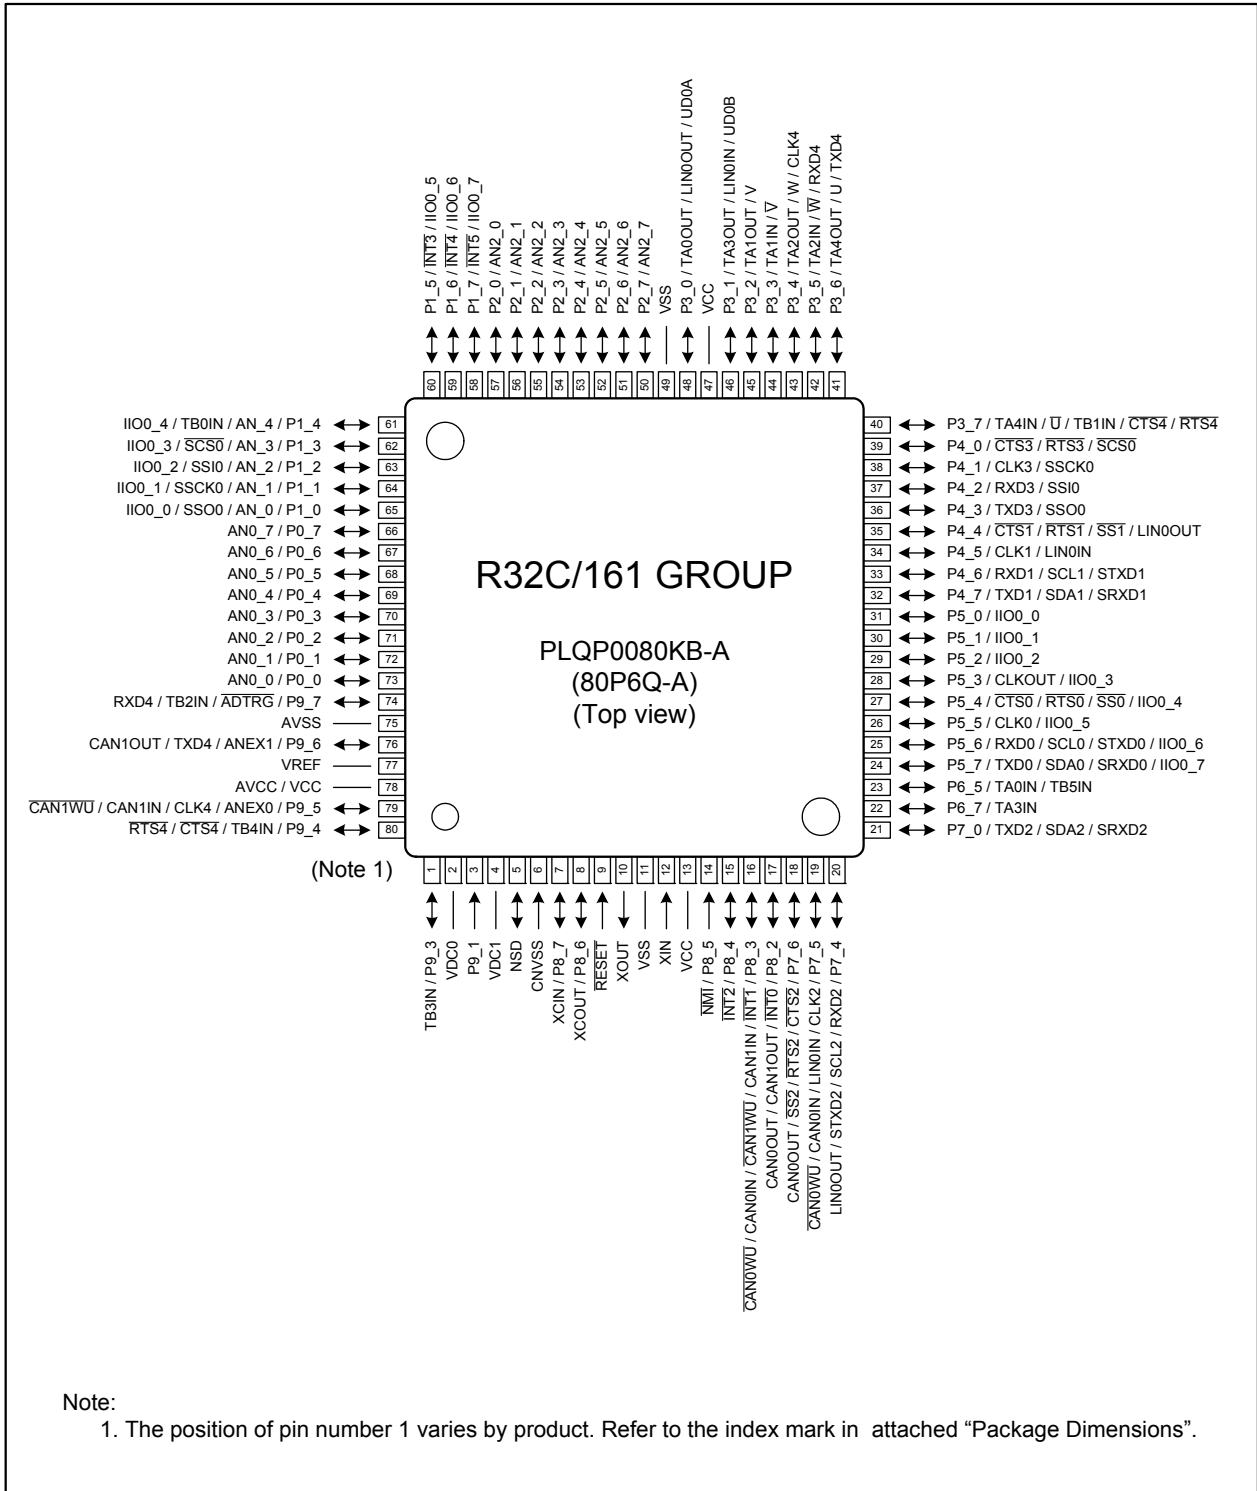 P1_5 / INT3 / IIO0_5
P1_6 / INT4 / IIO0_6
P1_7 / INT5 / IIO0_7
P2_0 / AN2_0
P2_1 / AN2_1
P2_2 / AN2_2
P2_3 / AN2_3
P2_4 / AN2_4
P2_5 / AN2_5
P2_6 / AN2_6
P2_7 / AN2_7
VSS
P3_0 / TA0OUT / LIN0OUT / UD0A
VCC
P3_1 / TA3OUT / LIN0IN / UD0B
P3_2 / TA1OUT / V
P3_3 / TA1IN / V̅
P3_4 / TA2OUT / W / CLK4
P3_5 / TA2IN / W̅ / RXD4
P3_6 / TA4OUT / U / TXD4
60 59 58 57 56 55 54 53 52 51 50 49 48 47 46 45 44 43 42 41
IIO0_4 / TB0IN / AN_4 / P1_4 61
IIO0_3 / SCS0 / AN_3 / P1_3 62
IIO0_2 / SSI0 / AN_2 / P1_2 63
IIO0_1 / SSCK0 / AN_1 / P1_1 64
IIO0_0 / SSO0 / AN_0 / P1_0 65
AN0_7 / P0_7 66
AN0_6 / P0_6 67
AN0_5 / P0_5 68
AN0_4 / P0_4 69
AN0_3 / P0_3 70
AN0_2 / P0_2 71
AN0_1 / P0_1 72
AN0_0 / P0_0 73
RXD4 / TB2IN / ADTRG / P9_7 74
AVSS 75
CAN1OUT / TXD4 / ANEX1 / P9_6 76
VREF 77
AVCC / VCC 78
CAN1WU / CAN1IN / CLK4 / ANEX0 / P9_5 79
RTS4 / CTS4 / TB4IN / P9_4 80
R32C/161 GROUP
PLQP0080KB-A
(80P6Q-A)
(Top view)
40 P3_7 / TA4IN / U̅ / TB1IN / CTS4 / RTS4
39 P4_0 / CTS3 / RTS3 / SCS0
38 P4_1 / CLK3 / SSCK0
37 P4_2 / RXD3 / SSI0
36 P4_3 / TXD3 / SSO0
35 P4_4 / CTS1 / RTS1 / SS1 / LIN0OUT
34 P4_5 / CLK1 / LIN0IN
33 P4_6 / RXD1 / SCL1 / STXD1
32 P4_7 / TXD1 / SDA1 / SRXD1
31 P5_0 / IIO0_0
30 P5_1 / IIO0_1
29 P5_2 / IIO0_2
28 P5_3 / CLKOUT / IIO0_3
27 P5_4 / CTS0 / RTS0 / SS0 / IIO0_4
26 P5_5 / CLK0 / IIO0_5
25 P5_6 / RXD0 / SCL0 / STXD0 / IIO0_6
24 P5_7 / TXD0 / SDA0 / SRXD0 / IIO0_7
23 P6_5 / TA0IN / TB5IN
22 P6_7 / TA3IN
21 P7_0 / TXD2 / SDA2 / SRXD2
(Note 1)
1 2 3 4 5 6 7 8 9 10 11 12 13 14 15 16 17 18 19 20
TB3IN / P9_3
VDC0
P9_1
VDC1
NSD
CNVSS
XCIN / P8_7
XCOUT / P8_6
RESET
XOUT
VSS
XIN
VCC
NMI / P8_5
INT2 / P8_4
CAN0WU / CAN0IN / CAN1WU / CAN1IN / INT1 / P8_3
CAN0OUT / CAN1OUT / INT0 / P8_2
CAN0OUT / SS2 / RTS2 / CTS2 / P7_6
CAN0WU / CAN0IN / LIN0IN / CLK2 / P7_5
LIN0OUT / STXD2 / SCL2 / RXD2 / P7_4
Note:
1. The position of pin number 1 varies by product. Refer to the index mark in attached “Package Dimensions”.